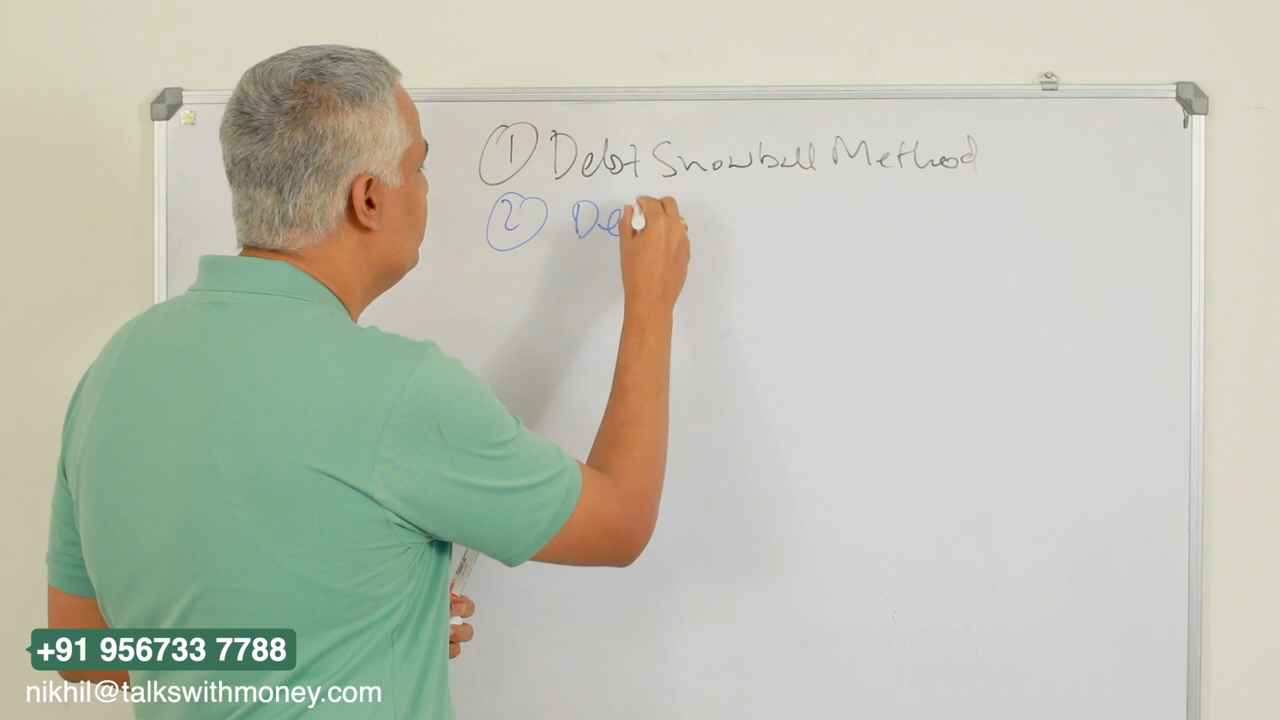 ① Debt Snowball Method
② De
+91 956733 7788
nikhil@talkswithmoney.com